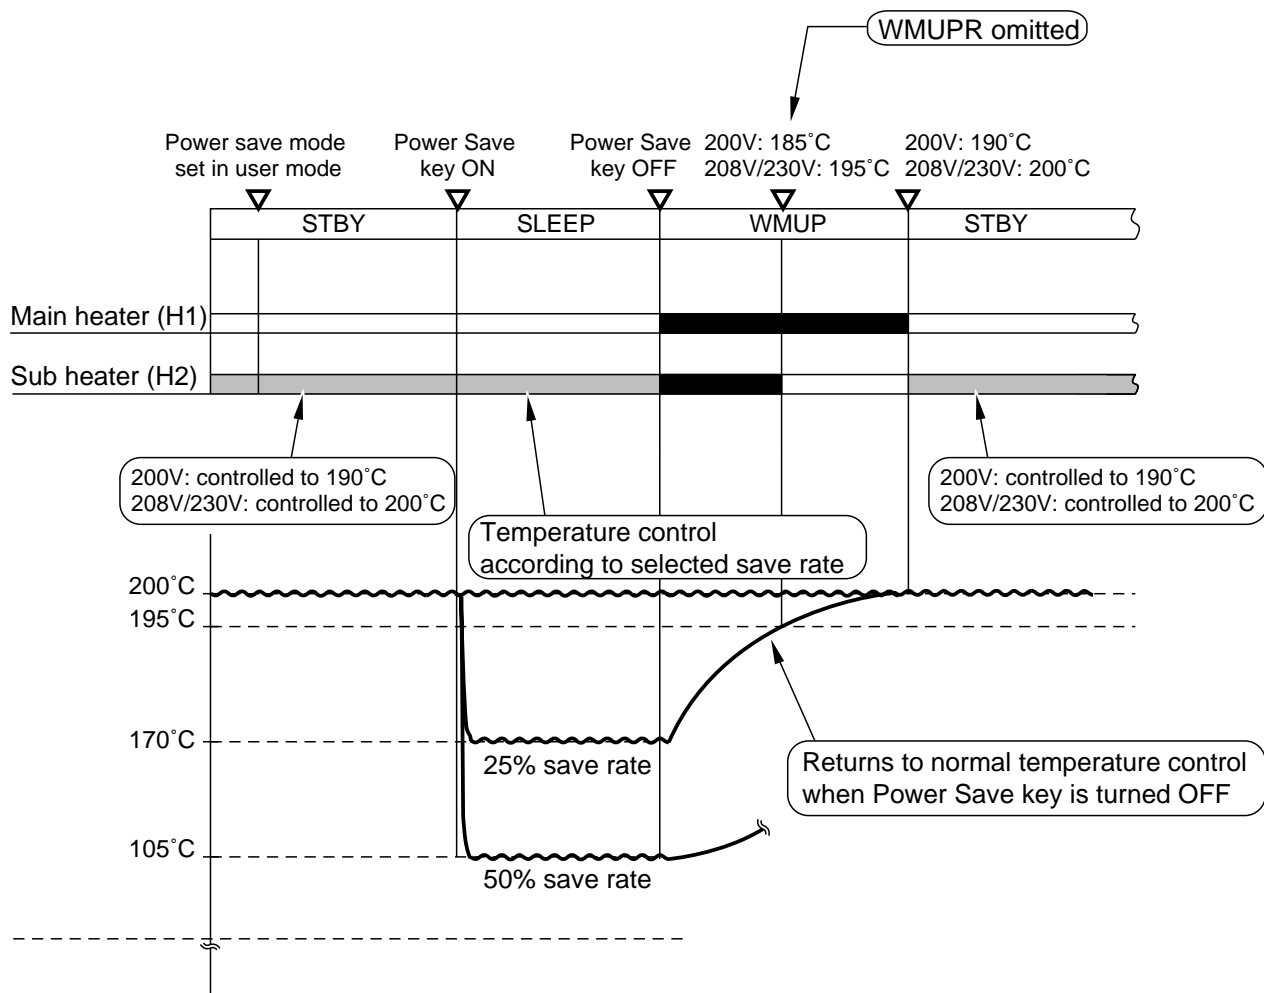 WMUPR omitted
Power save mode
set in user mode
Power Save
key ON
Power Save
key OFF
200V: 185˚C
208V/230V: 195˚C
200V: 190˚C
208V/230V: 200˚C
STBY
SLEEP
WMUP
STBY
Main heater (H1)
Sub heater (H2)
200V: controlled to 190˚C
208V/230V: controlled to 200˚C
200V: controlled to 190˚C
208V/230V: controlled to 200˚C
Temperature control
according to selected save rate
200˚C
195˚C
170˚C
25% save rate
Returns to normal temperature control
when Power Save key is turned OFF
105˚C
50% save rate